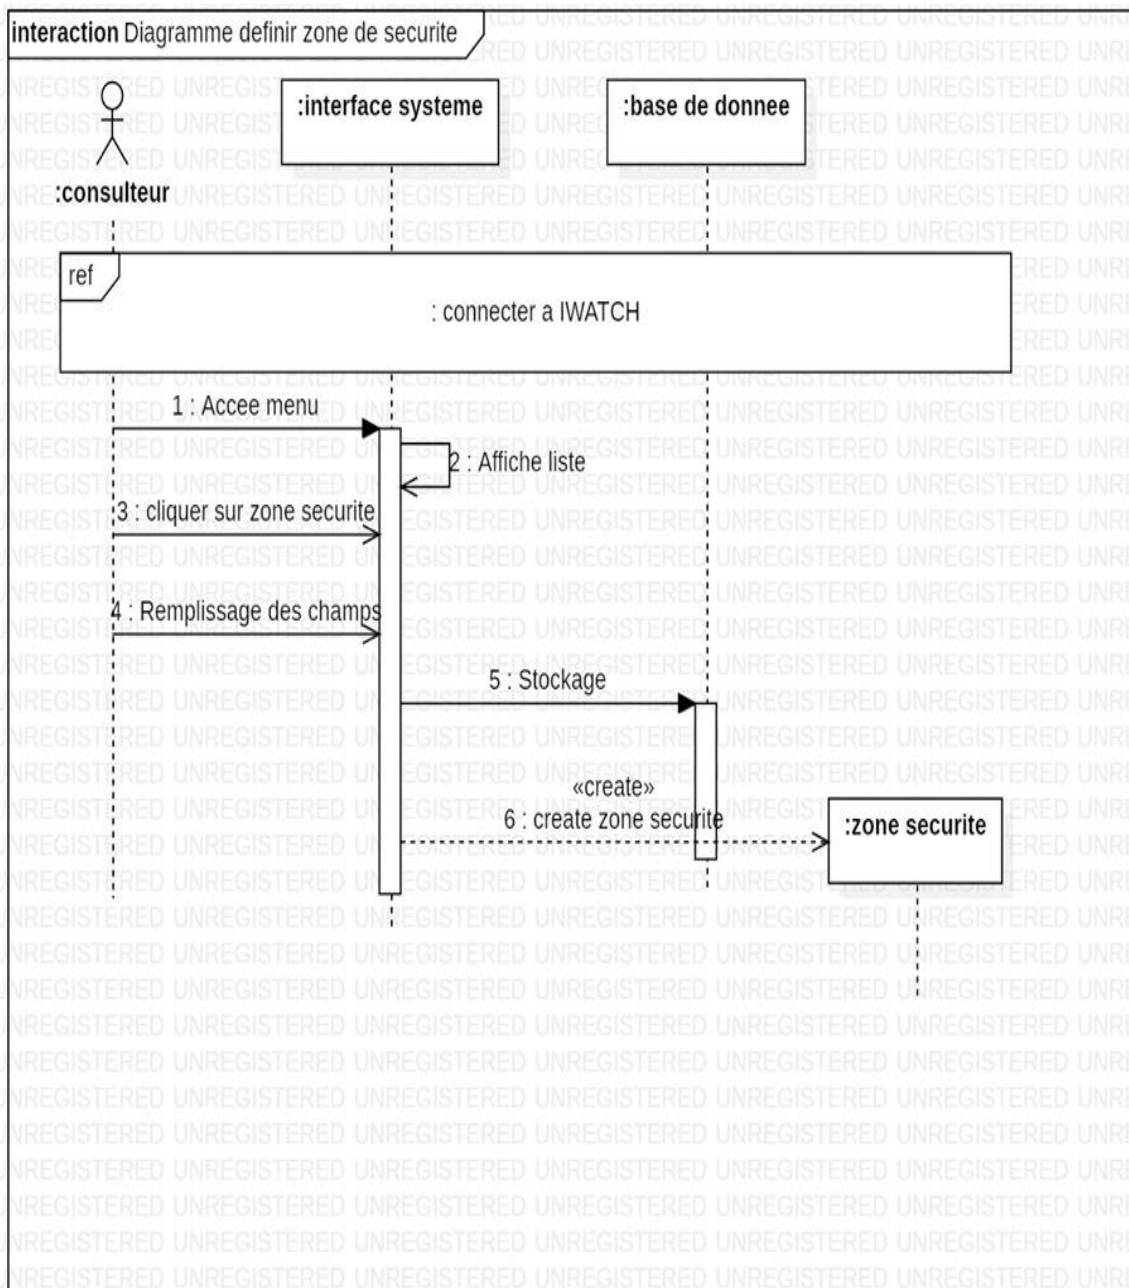 interaction Diagramme definir zone de securite
:interface systeme
:base de donnee
:consulteur
ref
: connecter a IWATCH
1 : Accee menu
2 : Affiche liste
3 : cliquer sur zone securite
4 : Remplissage des champs
5 : Stockage
«create»
6 : create zone securite
:zone securite
UNREGISTERED